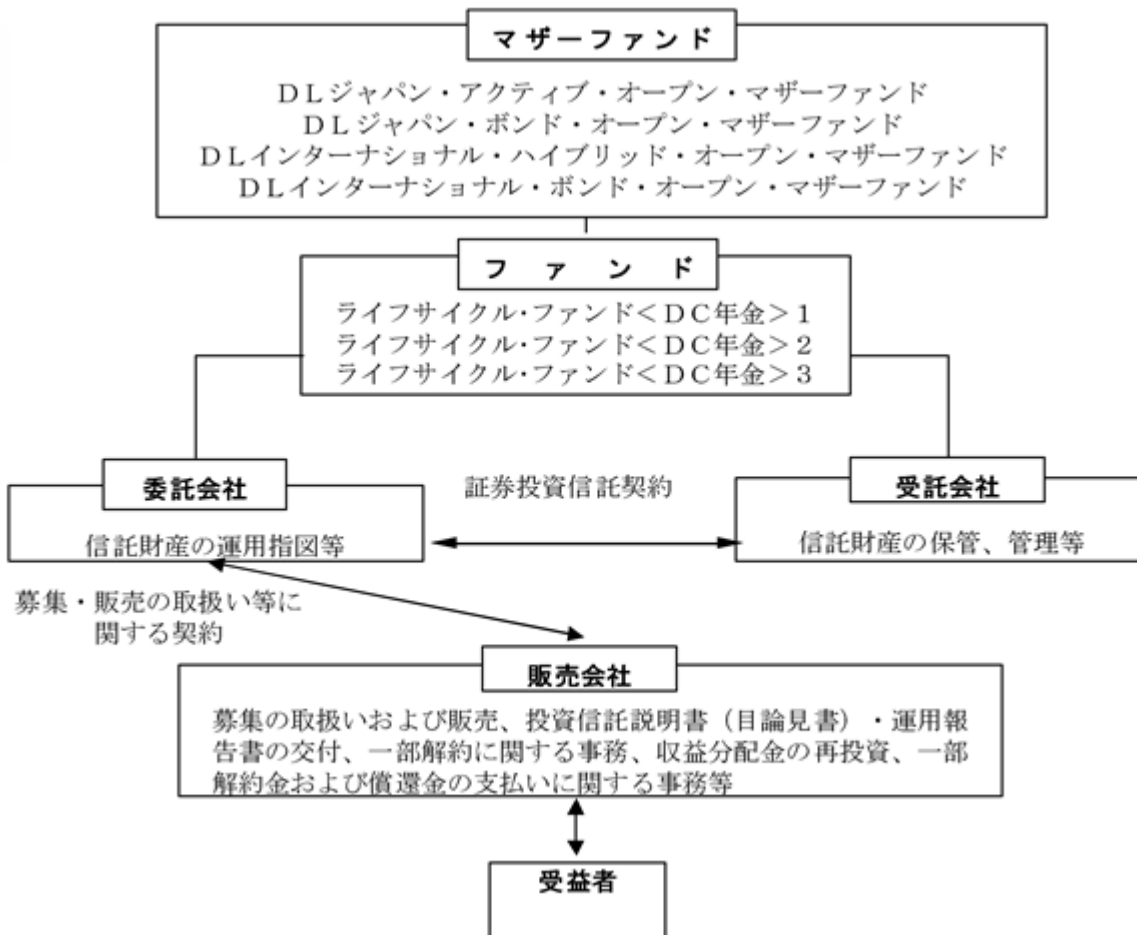 マザーファンド
ＤＬジャパン・アクティブ・オープン・マザーファンド
ＤＬジャパン・ボンド・オープン・マザーファンド
ＤＬインターナショナル・ハイブリッド・オープン・マザーファンド
ＤＬインターナショナル・ボンド・オープン・マザーファンド
ファンド
ライフサイクル・ファンド＜ＤＣ年金＞１
ライフサイクル・ファンド＜ＤＣ年金＞２
ライフサイクル・ファンド＜ＤＣ年金＞３
委託会社
信託財産の運用指図等
証券投資信託契約
受託会社
信託財産の保管、管理等
募集・販売の取扱い等に
関する契約
販売会社
募集の取扱いおよび販売、投資信託説明書（目論見書）・運用報
告書の交付、一部解約に関する事務、収益分配金の再投資、一部
解約金および償還金の支払いに関する事務等
受益者